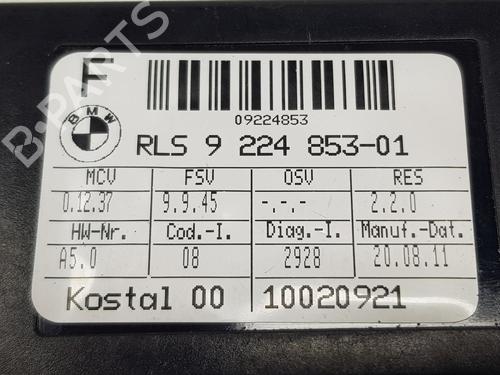 F
09224853
BMW
RLS 9 224 853-01
MCV FSV OSV RES
0.12.37 9.9.45 -.-.- 2.2.0
HW-Nr. Cod.-I. Diag.-I. Manuf.-Dat.
A5.0 08 2928 20.08.11
Kostal 00 10020921
B-PARTS